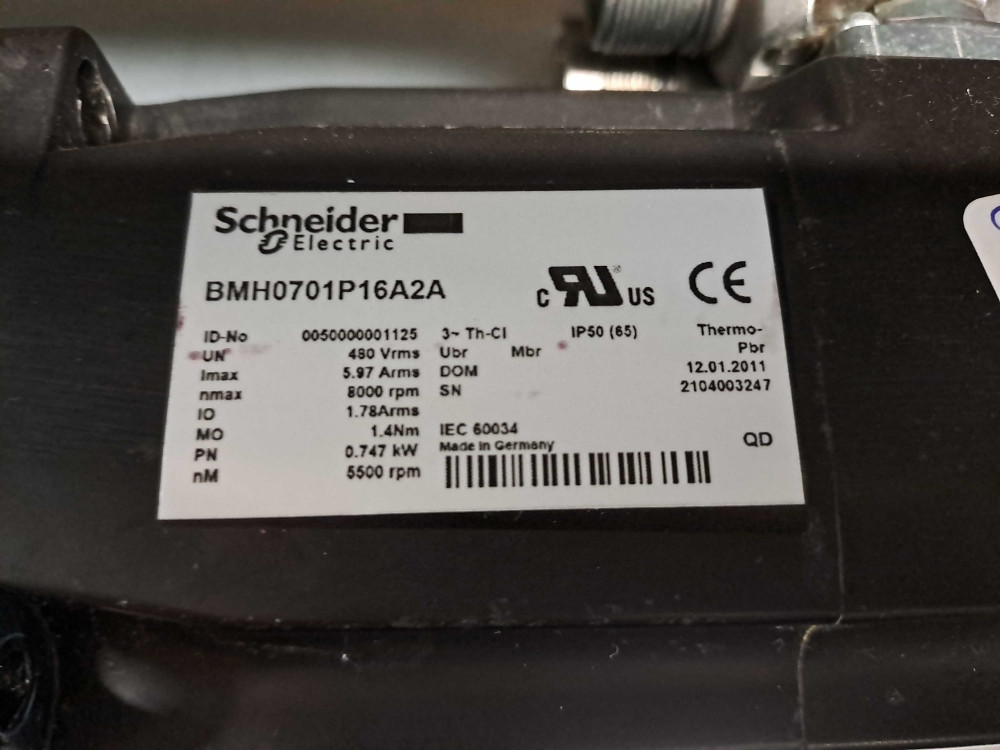 Schneider
Electric
BMH0701P16A2A
c RU US CE
ID-No 0050000001125 3~ Th-CI IP50 (65) Thermo-
UN 480 Vrms Ubr Mbr Pbr
Imax 5.97 Arms DOM 12.01.2011
nmax 8000 rpm SN 2104003247
IO 1.78Arms
MO 1.4Nm IEC 60034
PN 0.747 kW Made in Germany QD
nM 5500 rpm